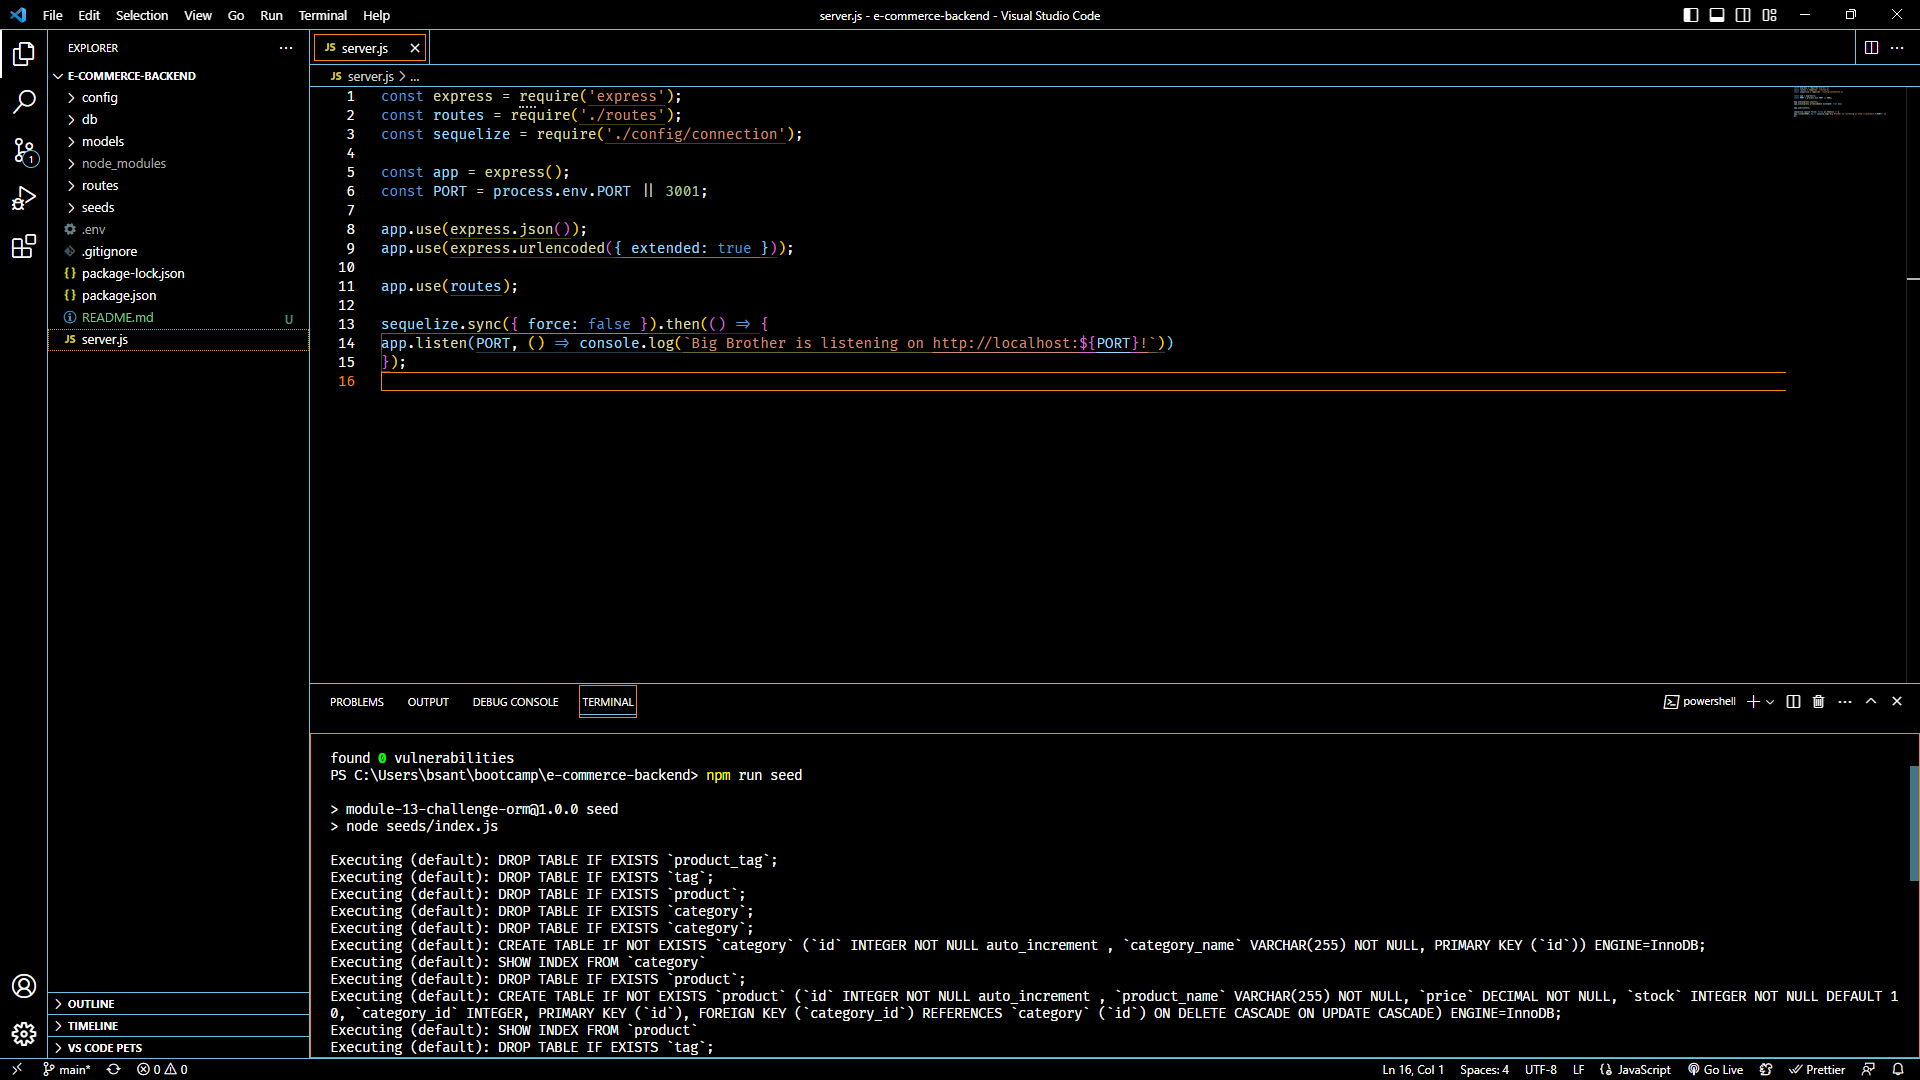 File Edit Selection View Go Run Terminal Help
server.js - e-commerce-backend - Visual Studio Code
EXPLORER
E-COMMERCE-BACKEND
config
db
models
node_modules
routes
seeds
.env
.gitignore
{} package-lock.json
{} package.json
README.md U
JS server.js
OUTLINE
TIMELINE
VS CODE PETS
1
JS server.js
JS server.js > ...
1 const express = require('express');
2 const routes = require('./routes');
3 const sequelize = require('./config/connection');
4
5 const app = express();
6 const PORT = process.env.PORT || 3001;
7
8 app.use(express.json());
9 app.use(express.urlencoded({ extended: true }));
10
11 app.use(routes);
12
13 sequelize.sync({ force: false }).then(() => {
14 app.listen(PORT, () => console.log(`Big Brother is listening on http://localhost:${PORT}!`))
15 });
16
PROBLEMS OUTPUT DEBUG CONSOLE TERMINAL
powershell
found 0 vulnerabilities
PS C:\Users\bsant\bootcamp\e-commerce-backend> npm run seed
> module-13-challenge-orm@1.0.0 seed
> node seeds/index.js
Executing (default): DROP TABLE IF EXISTS `product_tag`;
Executing (default): DROP TABLE IF EXISTS `tag`;
Executing (default): DROP TABLE IF EXISTS `product`;
Executing (default): DROP TABLE IF EXISTS `category`;
Executing (default): DROP TABLE IF EXISTS `category`;
Executing (default): CREATE TABLE IF NOT EXISTS `category` (`id` INTEGER NOT NULL auto_increment , `category_name` VARCHAR(255) NOT NULL, PRIMARY KEY (`id`)) ENGINE=InnoDB;
Executing (default): SHOW INDEX FROM `category`
Executing (default): DROP TABLE IF EXISTS `product`;
Executing (default): CREATE TABLE IF NOT EXISTS `product` (`id` INTEGER NOT NULL auto_increment , `product_name` VARCHAR(255) NOT NULL, `price` DECIMAL NOT NULL, `stock` INTEGER NOT NULL DEFAULT 1
0, `category_id` INTEGER, PRIMARY KEY (`id`), FOREIGN KEY (`category_id`) REFERENCES `category` (`id`) ON DELETE CASCADE ON UPDATE CASCADE) ENGINE=InnoDB;
Executing (default): SHOW INDEX FROM `product`
Executing (default): DROP TABLE IF EXISTS `tag`;
main* 0 0 Ln 16, Col 1 Spaces: 4 UTF-8 LF {} JavaScript Go Live Prettier